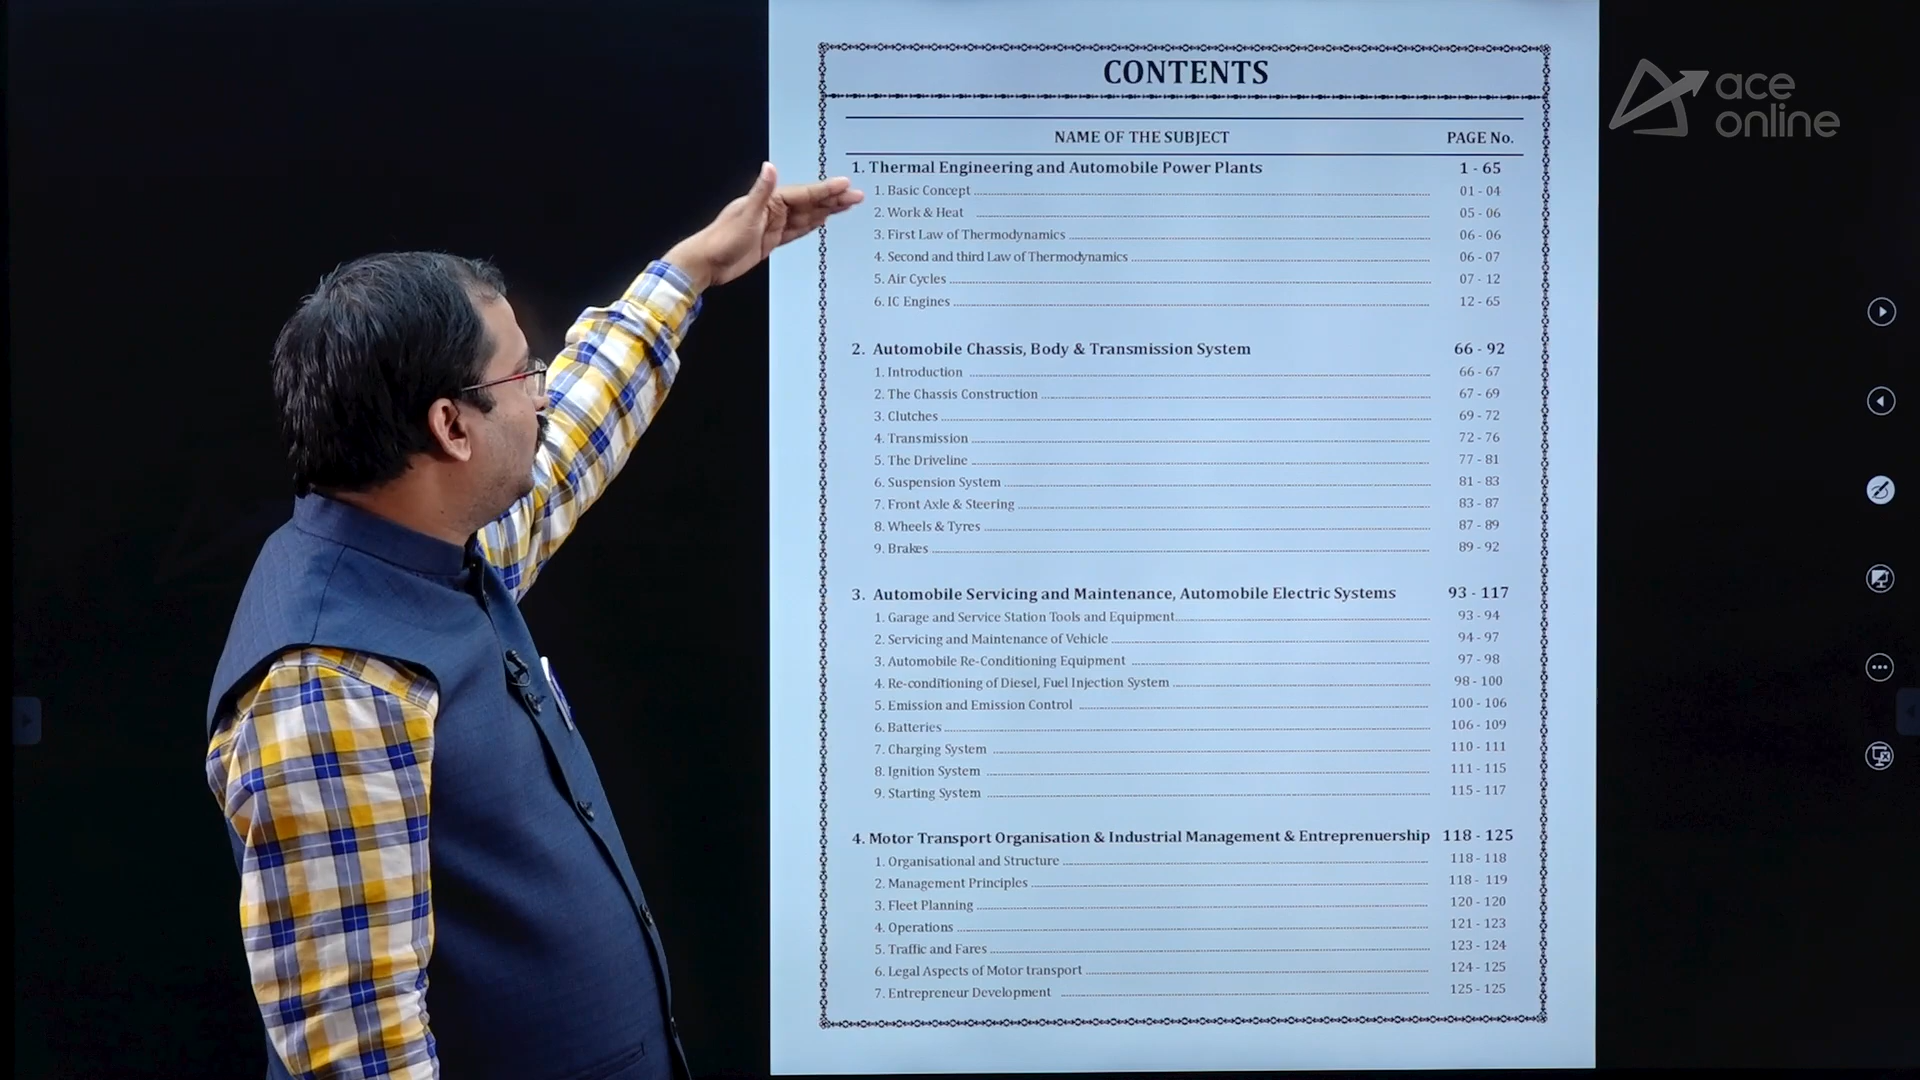 CONTENTS
ace
online
NAME OF THE SUBJECT PAGE No.
1. Thermal Engineering and Automobile Power Plants 1 - 65
1. Basic Concept 01 - 04
2. Work & Heat 05 - 06
3. First Law of Thermodynamics 06 - 06
4. Second and third Law of Thermodynamics 06 - 07
5. Air Cycles 07 - 12
6. IC Engines 12 - 65
2. Automobile Chassis, Body & Transmission System 66 - 92
1. Introduction 66 - 67
2. The Chassis Construction 67 - 69
3. Clutches 69 - 72
4. Transmission 72 - 76
5. The Driveline 77 - 81
6. Suspension System 81 - 83
7. Front Axle & Steering 83 - 87
8. Wheels & Tyres 87 - 89
9. Brakes 89 - 92
3. Automobile Servicing and Maintenance, Automobile Electric Systems 93 - 117
1. Garage and Service Station Tools and Equipment 93 - 94
2. Servicing and Maintenance of Vehicle 94 - 97
3. Automobile Re-Conditioning Equipment 97 - 98
4. Re-conditioning of Diesel, Fuel Injection System 98 - 100
5. Emission and Emission Control 100 - 106
6. Batteries 106 - 109
7. Charging System 110 - 111
8. Ignition System 111 - 115
9. Starting System 115 - 117
4. Motor Transport Organisation & Industrial Management & Entreprenuership 118 - 125
1. Organisational and Structure 118 - 118
2. Management Principles 118 - 119
3. Fleet Planning 120 - 120
4. Operations 121 - 123
5. Traffic and Fares 123 - 124
6. Legal Aspects of Motor transport 124 - 125
7. Entrepreneur Development 125 - 125